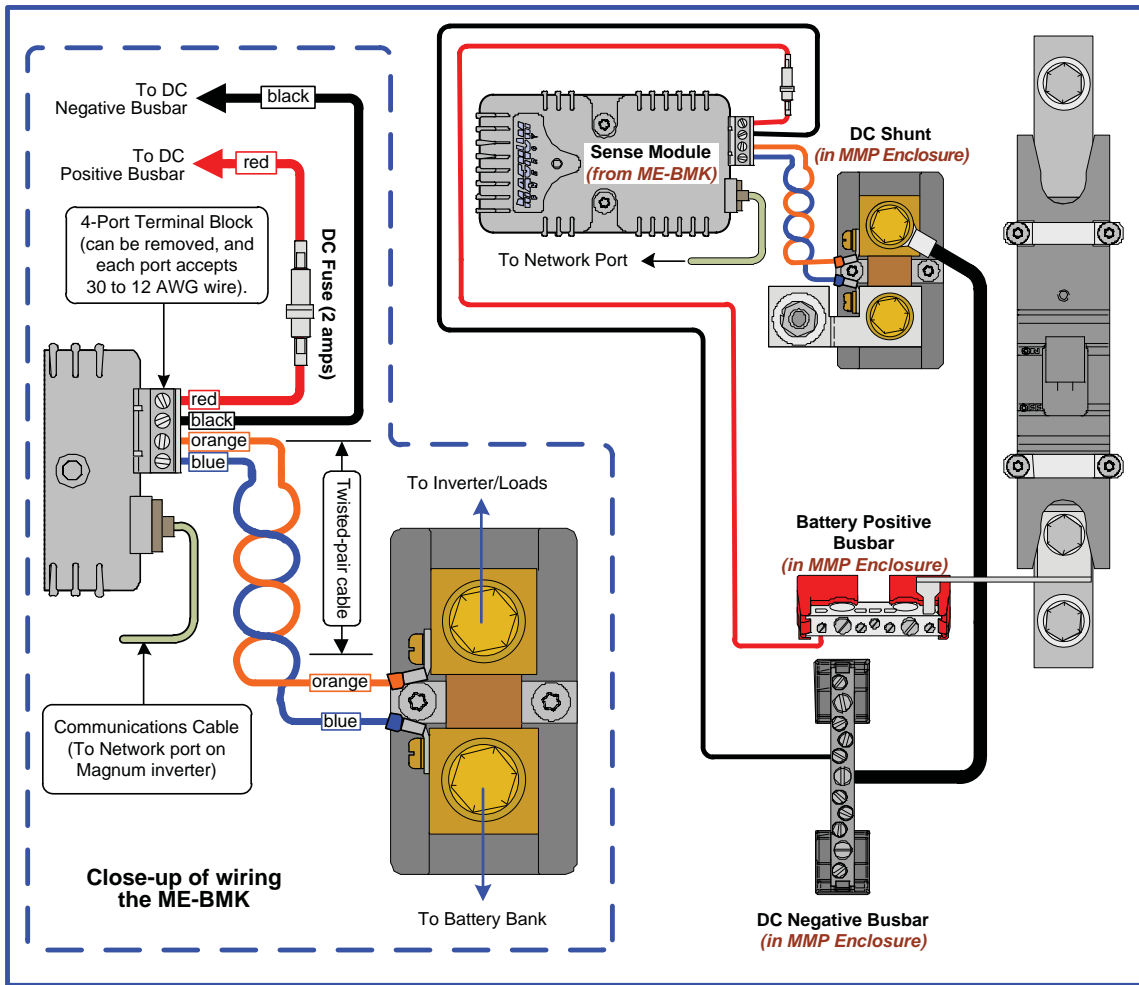 To DC
Negative Busbar
black
To DC
Positive Busbar
red
4-Port Terminal Block
(can be removed, and
each port accepts
30 to 12 AWG wire).
DC Fuse (2 amps)
red
black
orange
blue
Twisted-pair cable
To Inverter/Loads
orange
blue
Communications Cable
(To Network port on
Magnum inverter)
To Battery Bank
Close-up of wiring
the ME-BMK
Sense Module
(from ME-BMK)
To Network Port
DC Shunt
(in MMP Enclosure)
Battery Positive
Busbar
(in MMP Enclosure)
DC Negative Busbar
(in MMP Enclosure)